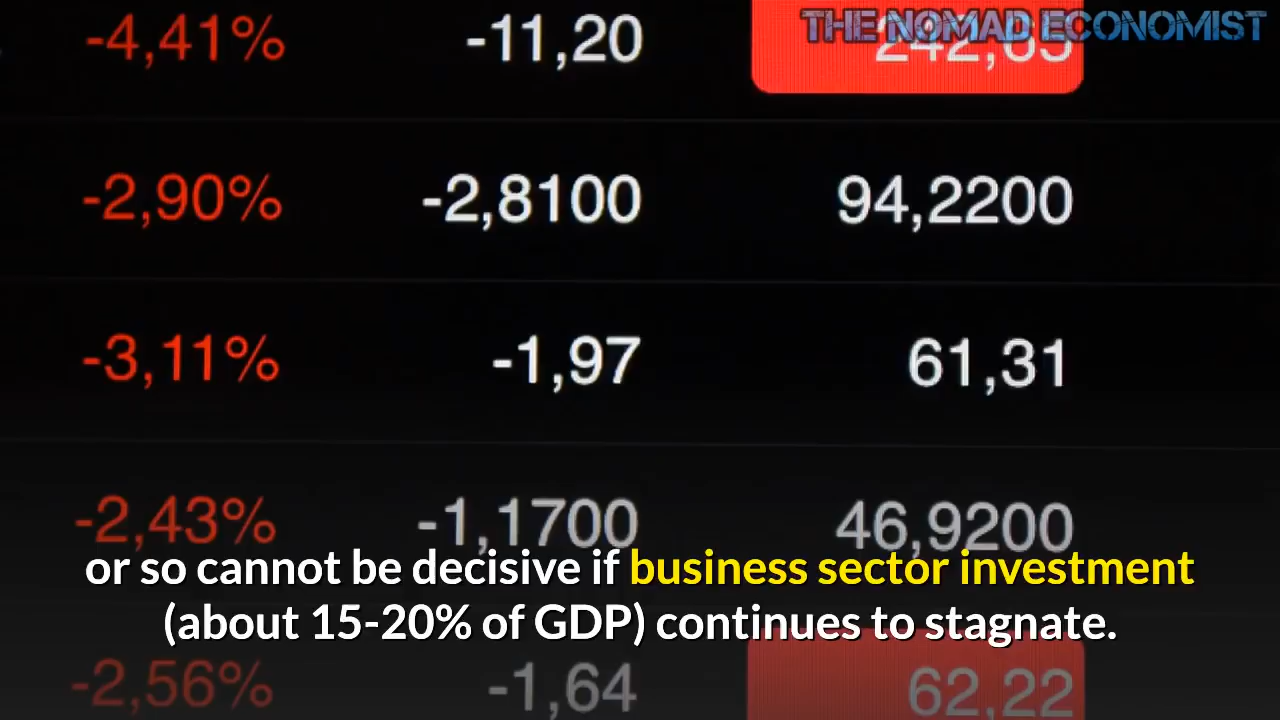 THE NOMAD ECONOMIST
-4,41% -11,20 242,65
-2,90% -2,8100 94,2200
-3,11% -1,97 61,31
-2,43% -1,1700 46,9200
or so cannot be decisive if business sector investment
(about 15-20% of GDP) continues to stagnate.
-2,56% -1,64 62,22